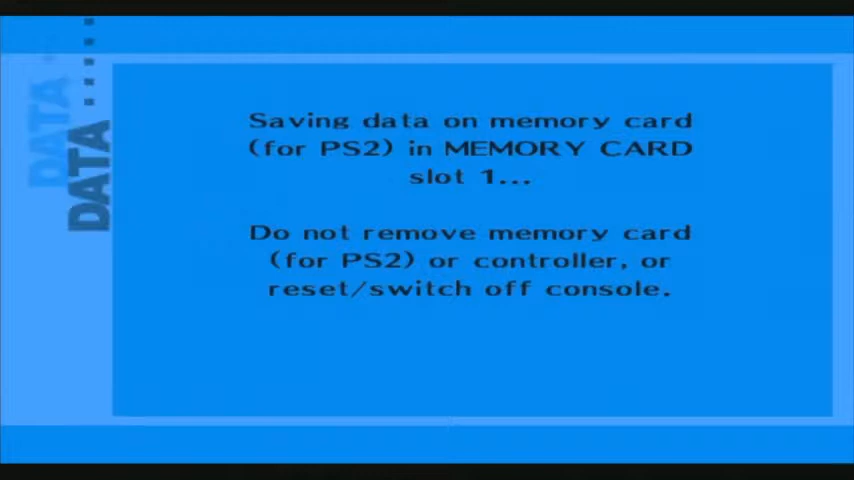 DATA....
DATA....
Saving data on memory card
(for PS2) in MEMORY CARD
slot 1...
Do not remove memory card
(for PS2) or controller, or
reset/switch off console.